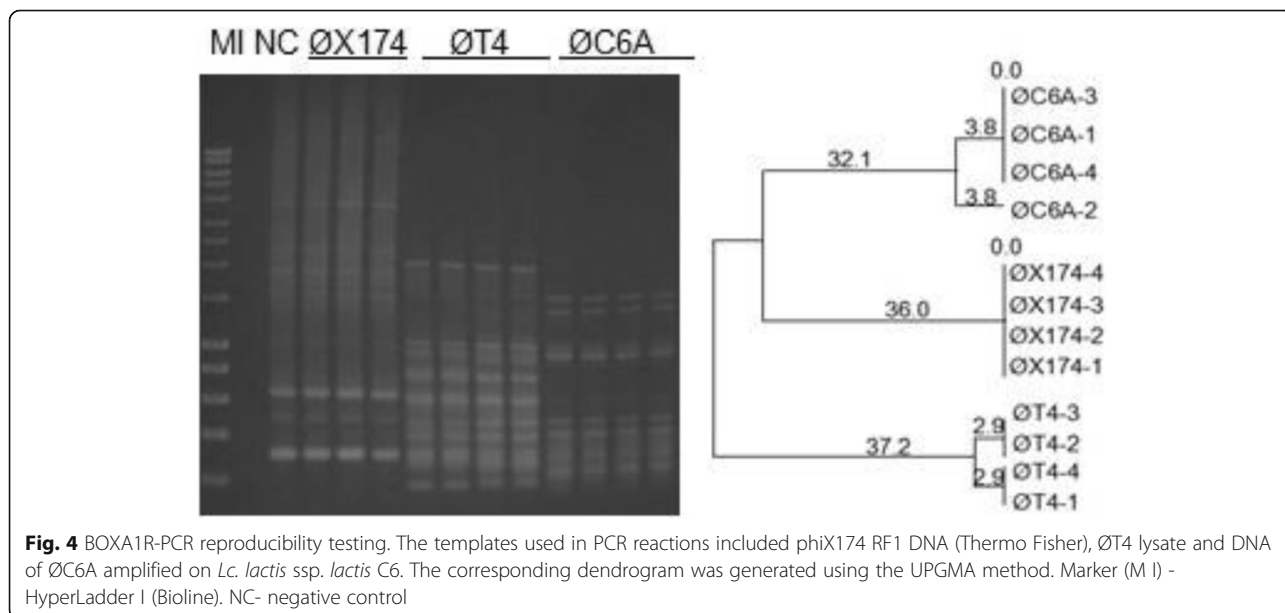 MI NC ØX174 ØT4 ØC6A
0.0
ØC6A-3
3.8
ØC6A-1
32.1
ØC6A-4
3.8
ØC6A-2
0.0
ØX174-4
ØX174-3
36.0
ØX174-2
ØX174-1
ØT4-3
2.9
ØT4-2
37.2
ØT4-4
2.9
ØT4-1
Fig. 4 BOXA1R-PCR reproducibility testing. The templates used in PCR reactions included phiX174 RF1 DNA (Thermo Fisher), ØT4 lysate and DNA
of ØC6A amplified on Lc. lactis ssp. lactis C6. The corresponding dendrogram was generated using the UPGMA method. Marker (M I) -
HyperLadder I (Bioline). NC- negative control